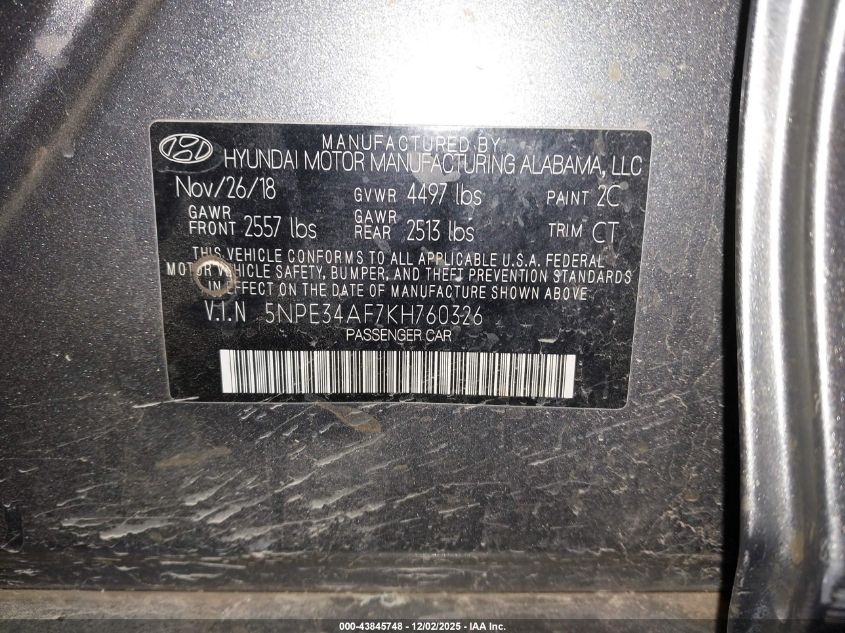 MANUFACTURED BY
HYUNDAI MOTOR MANUFACTURING ALABAMA, LLC
Nov/26/18 GVWR 4497 lbs PAINT 2C
GAWR FRONT 2557 lbs GAWR REAR 2513 lbs TRIM CT
THIS VEHICLE CONFORMS TO ALL APPLICABLE U.S.A. FEDERAL
MOTOR VEHICLE SAFETY, BUMPER, AND THEFT PREVENTION STANDARDS
IN EFFECT ON THE DATE OF MANUFACTURE SHOWN ABOVE.
V.I.N 5NPE34AF7KH760326
PASSENGER CAR
000-43845748 - 12/02/2025 - IAA Inc.